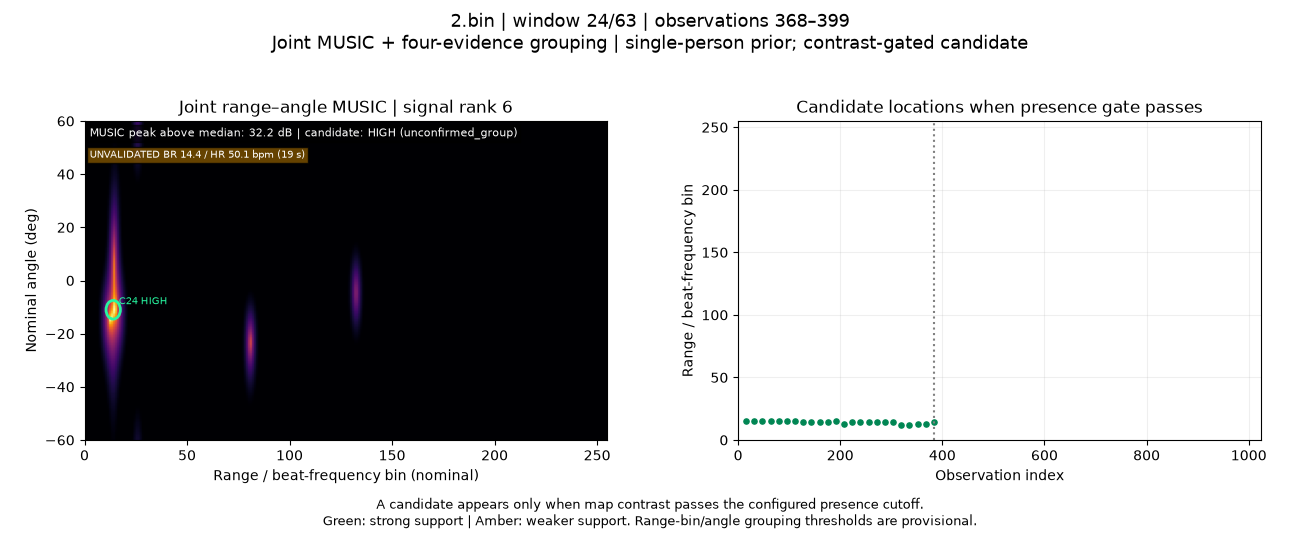 2.bin | window 24/63 | observations 368–399
Joint MUSIC + four-evidence grouping | single-person prior; contrast-gated candidate
Joint range–angle MUSIC | signal rank 6
MUSIC peak above median: 32.2 dB | candidate: HIGH (unconfirmed_group)
UNVALIDATED BR 14.4 / HR 50.1 bpm (19 s)
C24 HIGH
60
40
20
0
−20
−40
−60
Nominal angle (deg)
0 50 100 150 200 250
Range / beat-frequency bin (nominal)
Candidate locations when presence gate passes
250
200
150
100
50
0
Range / beat-frequency bin
0 200 400 600 800 1000
Observation index
A candidate appears only when map contrast passes the configured presence cutoff.
Green: strong support | Amber: weaker support. Range-bin/angle grouping thresholds are provisional.